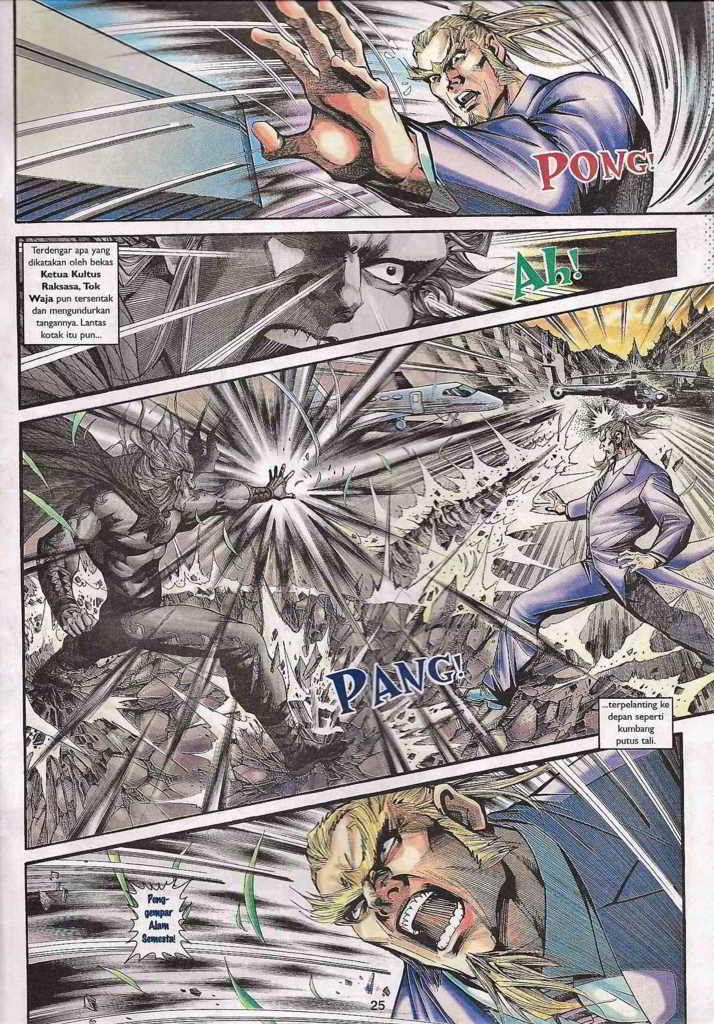 PONG!
Terdengar apa yang
dikatakan oleh bekas
Ketua Kultus
Raksasa, Tok
Waja pun tersentak
dan mengundurkan
tangannya. Lantas
kotak itu pun...
Ah!
PANG!
...terpelanting ke
depan seperti
kumbang
putus tali.
Peng-
gempar
Alam
Semesta!
25